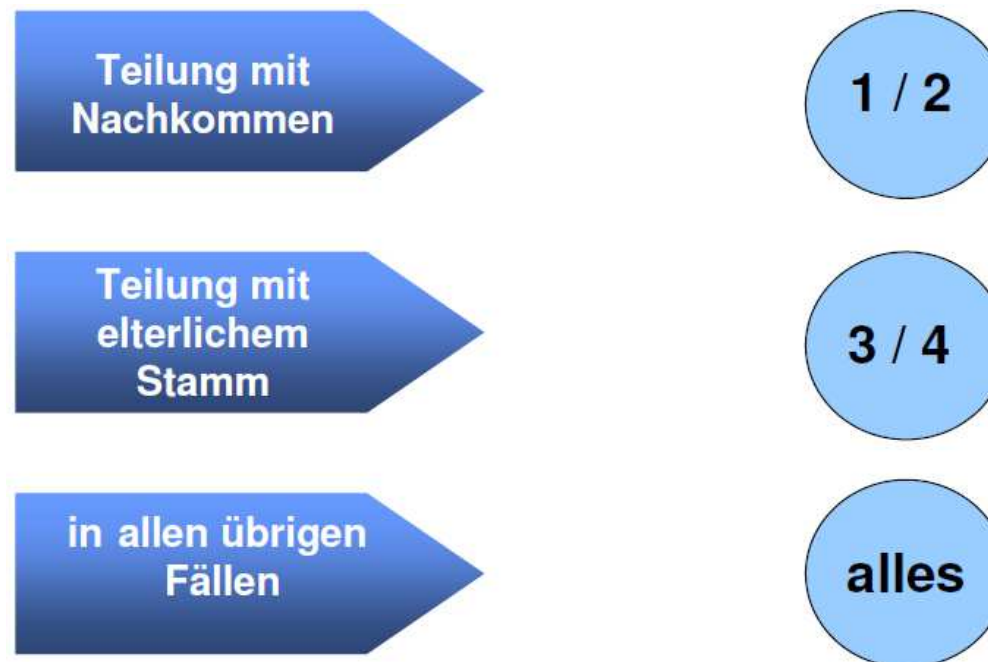 Teilung mit
Nachkommen
1 / 2
Teilung mit
elterlichem
Stamm
3 / 4
in allen übrigen
Fällen
alles